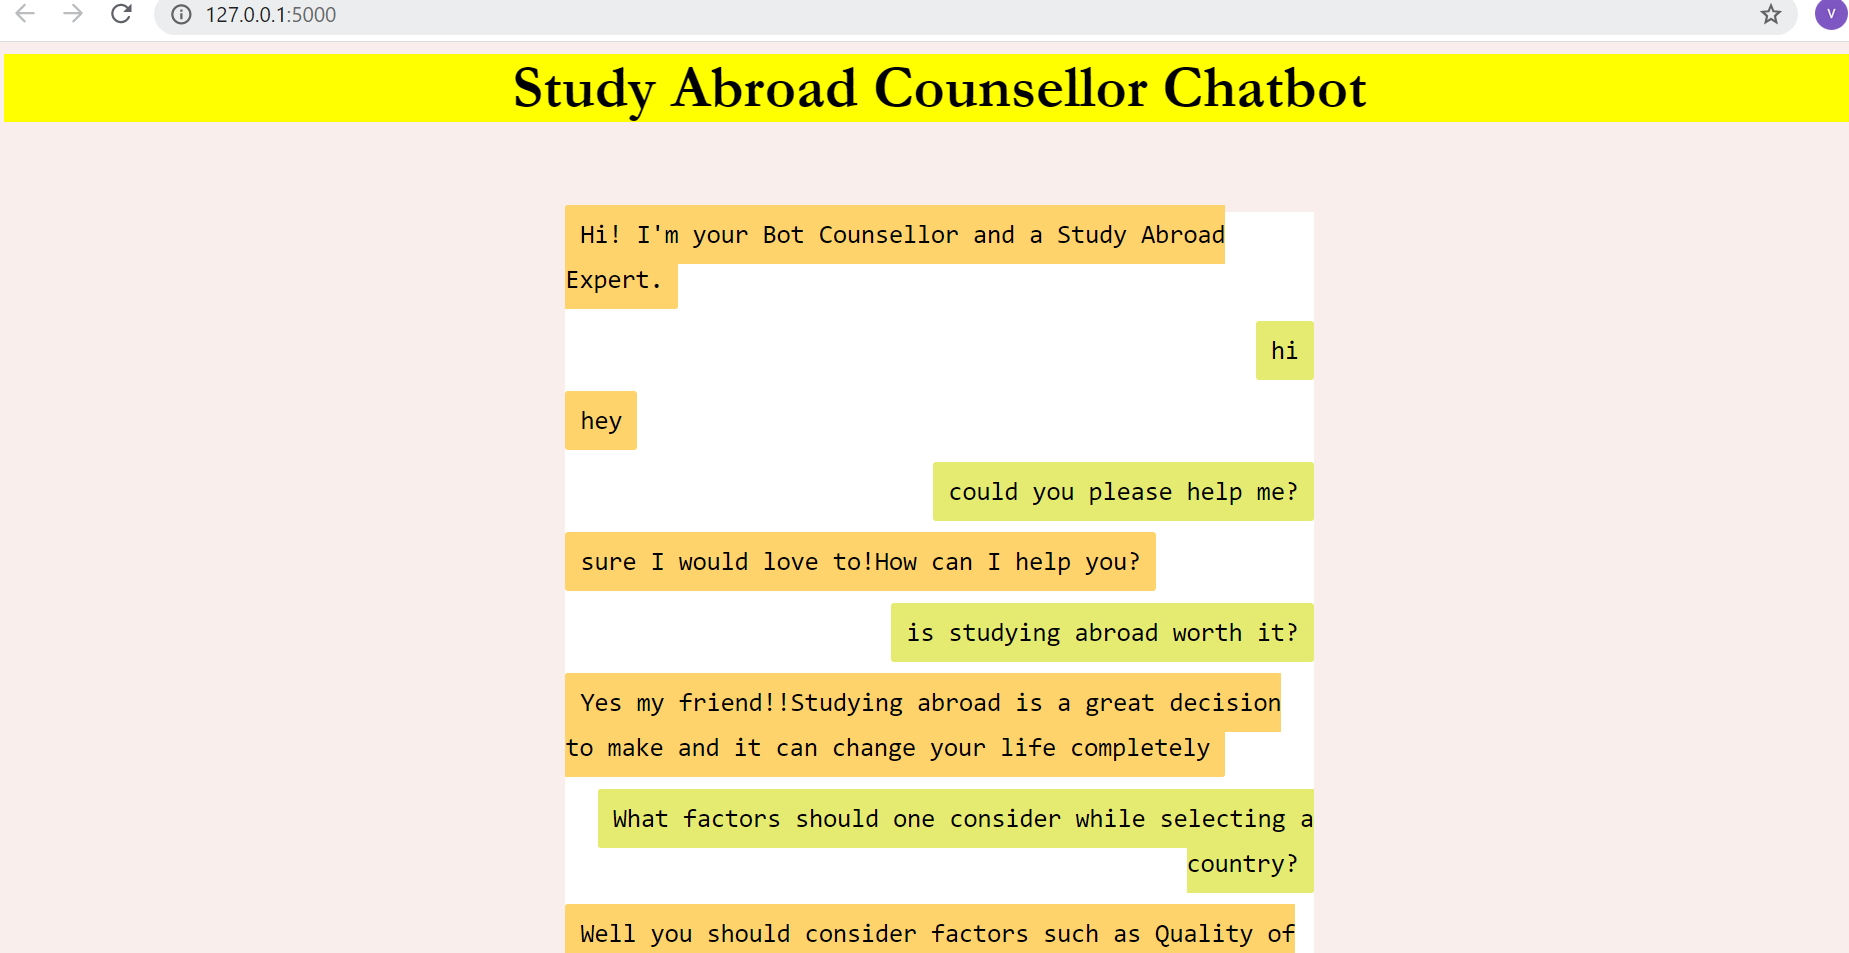 127.0.0.1:5000
V
Study Abroad Counsellor Chatbot
Hi! I'm your Bot Counsellor and a Study Abroad
Expert.
hi
hey
could you please help me?
sure I would love to!How can I help you?
is studying abroad worth it?
Yes my friend!!Studying abroad is a great decision
to make and it can change your life completely
What factors should one consider while selecting a
country?
Well you should consider factors such as Quality of